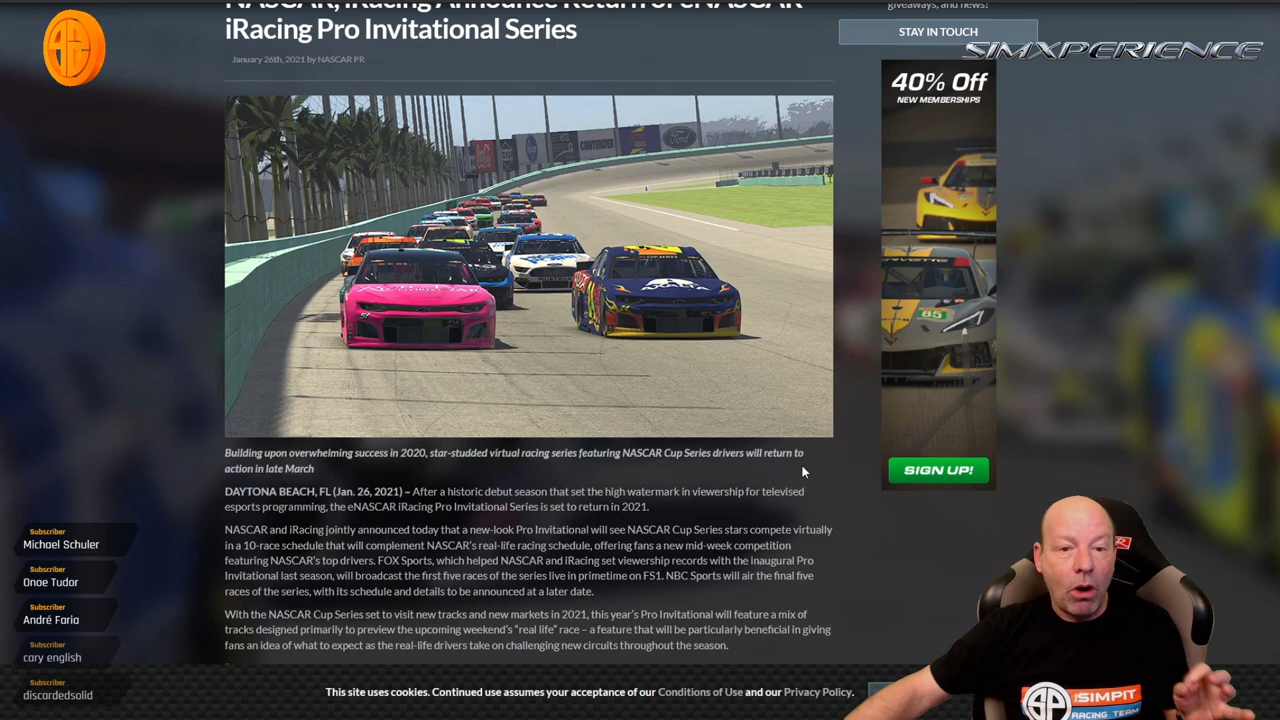 NASCAR, iRacing Announce Return of eNASCAR
iRacing Pro Invitational Series
January 26th, 2021 by NASCAR PR
giveaways, and news!
STAY IN TOUCH
SIMXPERIENCE
40% Off
NEW MEMBERSHIPS
85
SIGN UP!
Building upon overwhelming success in 2020, star-studded virtual racing series featuring NASCAR Cup Series drivers will return to
action in late March
DAYTONA BEACH, FL (Jan. 26, 2021) – After a historic debut season that set the high watermark in viewership for televised
esports programming, the eNASCAR iRacing Pro Invitational Series is set to return in 2021.
NASCAR and iRacing jointly announced today that a new-look Pro Invitational will see NASCAR Cup Series stars compete virtually
in a 10-race schedule that will complement NASCAR's real-life racing schedule, offering fans a new mid-week competition
featuring NASCAR's top drivers. FOX Sports, which helped NASCAR and iRacing set viewership records with the inaugural Pro
Invitational last season, will broadcast the first five races of the series live in primetime on FS1. NBC Sports will air the final five
races of the series, with its schedule and details to be announced at a later date.
With the NASCAR Cup Series set to visit new tracks and new markets in 2021, this year's Pro Invitational will feature a mix of
tracks designed primarily to preview the upcoming weekend's "real life" race – a feature that will be particularly beneficial in giving
fans an idea of what to expect as the real-life drivers take on challenging new circuits throughout the season.
This site uses cookies. Continued use assumes your acceptance of our Conditions of Use and our Privacy Policy.
Subscriber
Michael Schuler
Subscriber
Onoe Tudor
Subscriber
André Faria
Subscriber
cary english
Subscriber
discardedsolid
SIMPIT
RACING TEAM